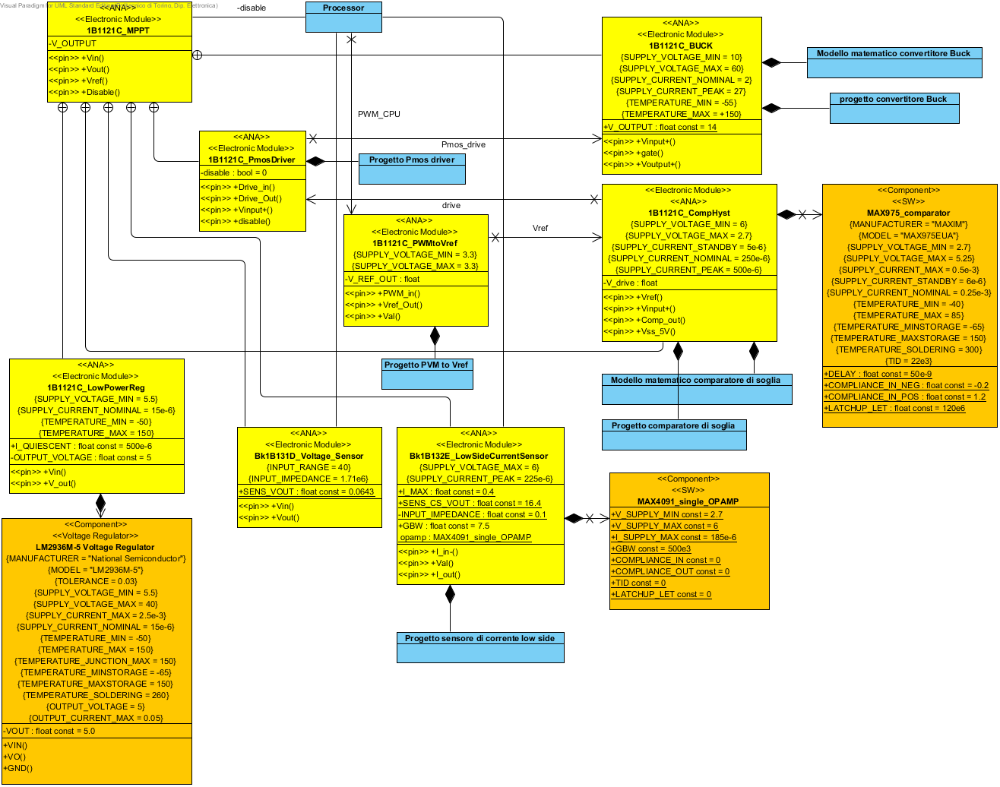 Visual Paradigm for UML Standard Edition(Politecnico di Torino, Dip. Elettronica)
<<ANA>>
<<Electronic Module>>
1B1121C_MPPT
-V_OUTPUT
<<pin>> +Vin()
<<pin>> +Vout()
<<pin>> +Vref()
<<pin>> +Disable()
-disable
Processor
PWM_CPU
<<ANA>>
<<Electronic Module>>
1B1121C_BUCK
{SUPPLY_VOLTAGE_MIN = 10}
{SUPPLY_VOLTAGE_MAX = 60}
{SUPPLY_CURRENT_NOMINAL = 2}
{SUPPLY_CURRENT_PEAK = 27}
{TEMPERATURE_MIN = -55}
{TEMPERATURE_MAX = +150}
+V_OUTPUT : float const = 14
<<pin>> +Vinput+()
<<pin>> +gate()
<<pin>> +Voutput+()
Modello matematico convertitore Buck
progetto convertitore Buck
<<ANA>>
<<Electronic Module>>
1B1121C_PmosDriver
-disable : bool = 0
<<pin>> +Drive_in()
<<pin>> +Drive_Out()
<<pin>> +Vinput+()
<<pin>> +disable()
Pmos_drive
Progetto Pmos driver
drive
<<ANA>>
<<Electronic Module>>
1B1121C_PWMtoVref
{SUPPLY_VOLTAGE_MIN = 3.3}
{SUPPLY_VOLTAGE_MAX = 3.3}
-V_REF_OUT : float
<<pin>> +PWM_in()
<<pin>> +Vref_Out()
<<pin>> +Val()
Vref
Progetto PVM to Vref
<<Electronic Module>>
<<ANA>>
1B1121C_CompHyst
{SUPPLY_VOLTAGE_MIN = 6}
{SUPPLY_VOLTAGE_MAX = 2.7}
{SUPPLY_CURRENT_STANDBY = 5e-6}
{SUPPLY_CURRENT_NOMINAL = 250e-6}
{SUPPLY_CURRENT_PEAK = 500e-6}
-V_drive : float
<<pin>> +Vref()
<<pin>> +Vinput+()
<<pin>> +Comp_out()
<<pin>> +Vss_5V()
Modello matematico comparatore di soglia
Progetto comparatore di soglia
<<Component>>
<<SW>>
MAX975_comparator
{MANUFACTURER = "MAXIM"}
{MODEL = "MAX975EUA"}
{SUPPLY_VOLTAGE_MIN = 2.7}
{SUPPLY_VOLTAGE_MAX = 5.25}
{SUPPLY_CURRENT_MAX = 0.5e-3}
{SUPPLY_CURRENT_STANDBY = 6e-6}
{SUPPLY_CURRENT_NOMINAL = 0.25e-3}
{TEMPERATURE_MIN = -40}
{TEMPERATURE_MAX = 85}
{TEMPERATURE_MINSTORAGE = -65}
{TEMPERATURE_MAXSTORAGE = 150}
{TEMPERATURE_SOLDERING = 300}
{TID = 22e3}
+DELAY : float const = 50e-9
+COMPLIANCE_IN_NEG : float const = -0.2
+COMPLIANCE_IN_POS : float const = 1.2
+LATCHUP_LET : float const = 120e6
<<ANA>>
<<Electronic Module>>
1B1121C_LowPowerReg
{SUPPLY_VOLTAGE_MIN = 5.5}
{SUPPLY_CURRENT_NOMINAL = 15e-6}
{TEMPERATURE_MIN = -50}
{TEMPERATURE_MAX = 150}
+I_QUIESCENT : float const = 500e-6
-OUTPUT_VOLTAGE : float const = 5
<<pin>> +Vin()
<<pin>> +V_out()
<<Component>>
<<Voltage Regulator>>
LM2936M-5 Voltage Regulator
{MANUFACTURER = "National Semiconductor"}
{MODEL = "LM2936M-5"}
{TOLERANCE = 0.03}
{SUPPLY_VOLTAGE_MIN = 5.5}
{SUPPLY_VOLTAGE_MAX = 40}
{SUPPLY_CURRENT_MAX = 2.5e-3}
{SUPPLY_CURRENT_NOMINAL = 15e-6}
{TEMPERATURE_MIN = -50}
{TEMPERATURE_MAX = 150}
{TEMPERATURE_JUNCTION_MAX = 150}
{TEMPERATURE_MINSTORAGE = -65}
{TEMPERATURE_MAXSTORAGE = 150}
{TEMPERATURE_SOLDERING = 260}
{OUTPUT_VOLTAGE = 5}
{OUTPUT_CURRENT_MAX = 0.05}
-VOUT : float const = 5.0
+VIN()
+VO()
+GND()
<<ANA>>
<<Electronic Module>>
Bk1B131D_Voltage_Sensor
{INPUT_RANGE = 40}
{INPUT_IMPEDANCE = 1.71e6}
+SENS_VOUT : float const = 0.0643
<<pin>> +Vin()
<<pin>> +Vout()
<<ANA>>
<<Electronic Module>>
Bk1B132E_LowSideCurrentSensor
{SUPPLY_VOLTAGE_MAX = 6}
{SUPPLY_CURRENT_PEAK = 225e-6}
+I_MAX : float const = 0.4
+SENS_CS_VOUT : float const = 16.4
-INPUT_IMPEDANCE : float const = 0.1
+GBW : float const = 7.5
opamp : MAX4091_single_OPAMP
<<pin>> +I_in-()
<<pin>> +Val()
<<pin>> +I_out()
Progetto sensore di corrente low side
<<Component>>
<<SW>>
MAX4091_single_OPAMP
+V_SUPPLY_MIN const = 2.7
+V_SUPPLY_MAX const = 6
+I_SUPPLY_MAX const = 185e-6
+GBW const = 500e3
+COMPLIANCE_IN const = 0
+COMPLIANCE_OUT const = 0
+TID const = 0
+LATCHUP_LET const = 0